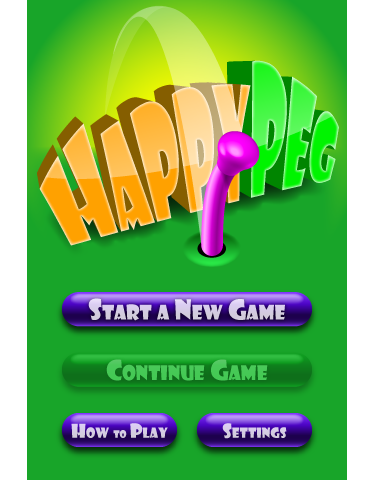 HAPPY PEG
START A NEW GAME
CONTINUE GAME
HOW TO PLAY
SETTINGS